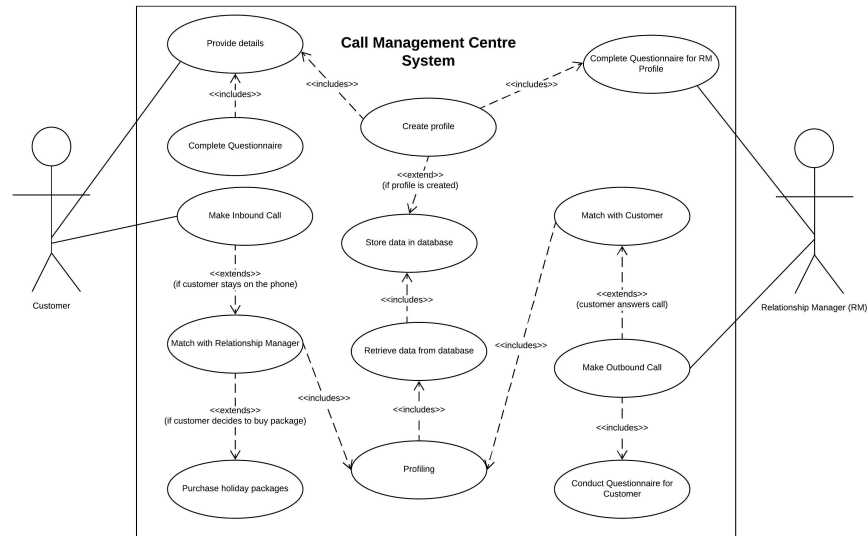 Call Management Centre
System
Provide details
Complete Questionnaire for RM
Profile
<<includes>>
<<includes>>
<<includes>>
Create profile
Complete Questionnaire
<<extend>>
(if profile is created)
Make Inbound Call
Match with Customer
Store data in database
<<extends>>
(if customer stays on the phone)
<<extends>>
(customer answers call)
Customer
Relationship Manager (RM)
<<includes>>
Match with Relationship Manager
Retrieve data from database
<<includes>>
Make Outbound Call
<<extends>>
(if customer decides to buy package)
<<includes>>
<<includes>>
<<includes>>
Profiling
Purchase holiday packages
Conduct Questionnaire for
Customer